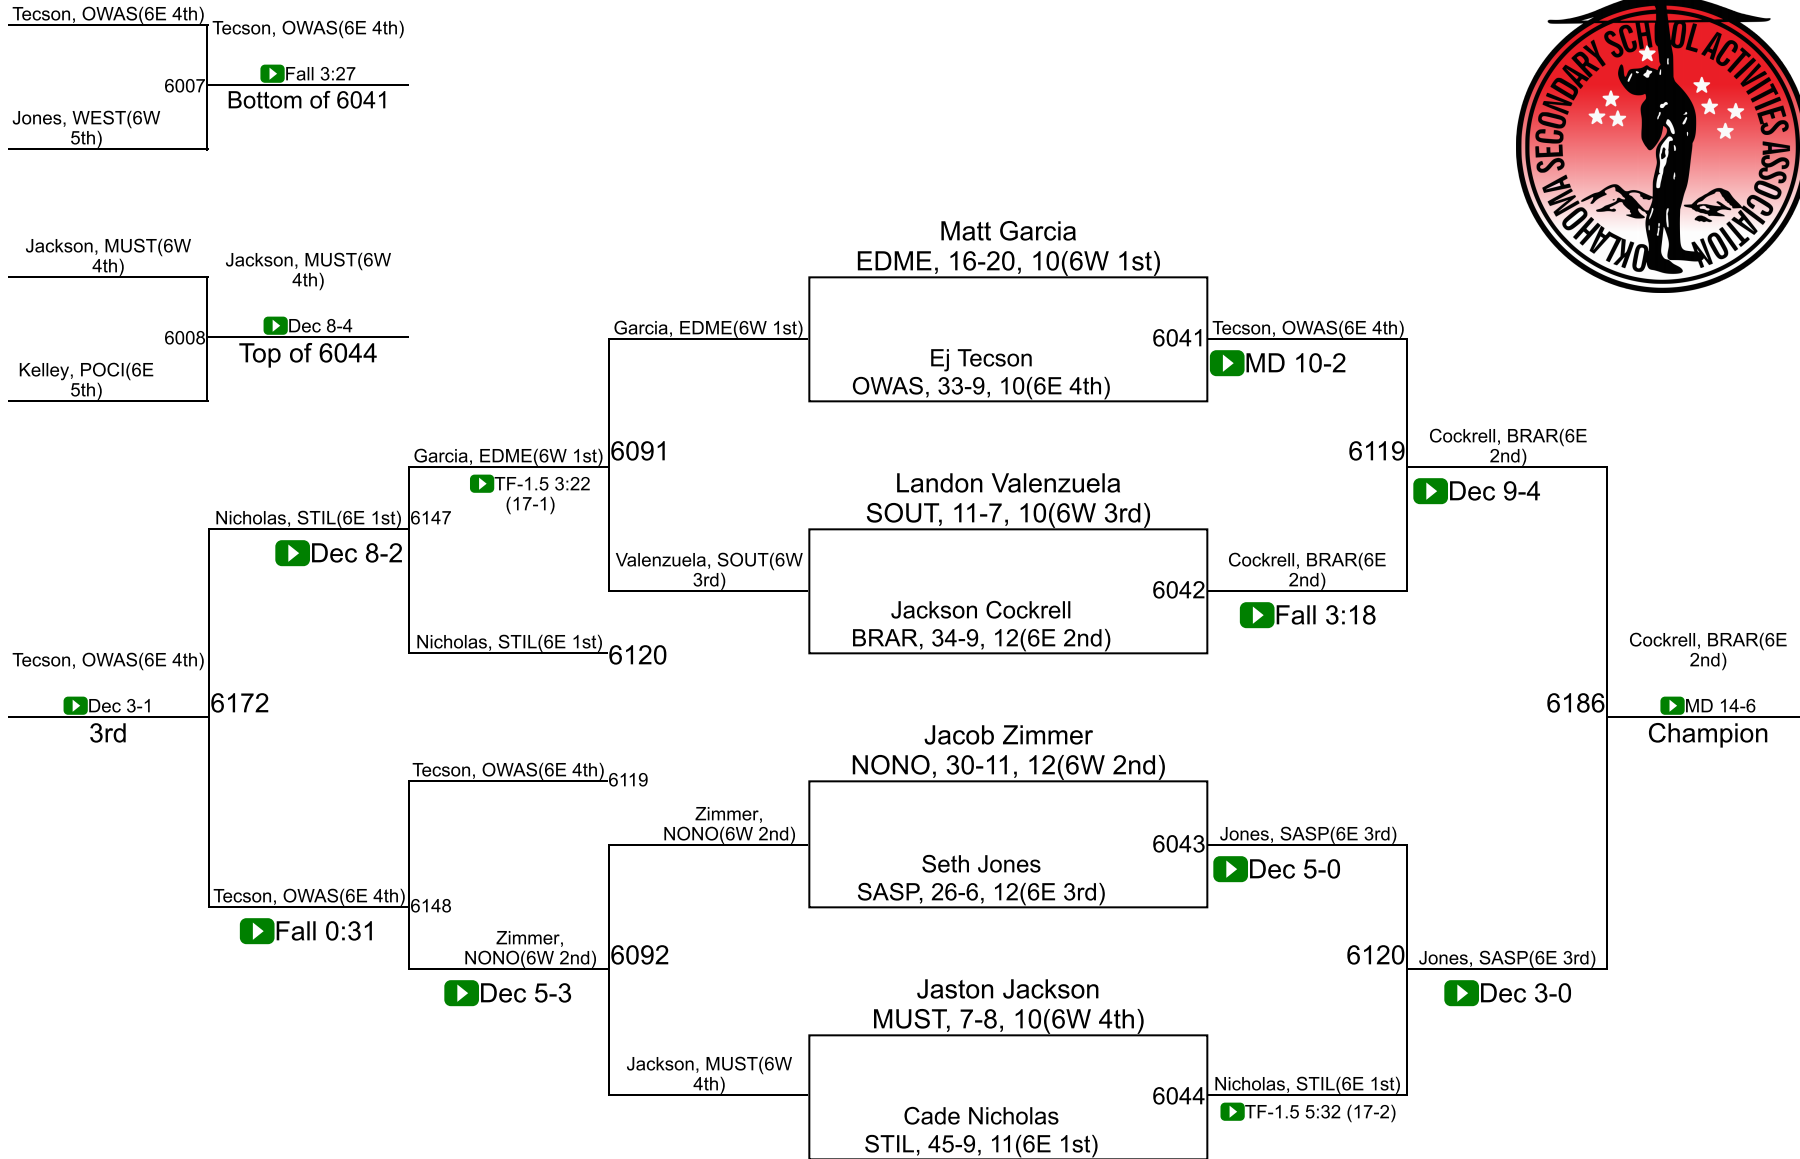 Tecson, OWAS(6E 4th)
Tecson, OWAS(6E 4th)
6007
Fall 3:27
Bottom of 6041
Jones, WEST(6W
5th)
OKLAHOMA SECONDARY SCHOOL ACTIVITIES ASSOCIATION
Jackson, MUST(6W
4th)
Jackson, MUST(6W
4th)
6008
Dec 8-4
Top of 6044
Kelley, POCI(6E
5th)
Matt Garcia
EDME, 16-20, 10(6W 1st)
Garcia, EDME(6W 1st)
6041
Tecson, OWAS(6E 4th)
MD 10-2
Ej Tecson
OWAS, 33-9, 10(6E 4th)
Garcia, EDME(6W 1st)
6091
TF-1.5 3:22
(17-1)
6119
Cockrell, BRAR(6E
2nd)
Dec 9-4
Landon Valenzuela
SOUT, 11-7, 10(6W 3rd)
Nicholas, STIL(6E 1st)
6147
Dec 8-2
Valenzuela, SOUT(6W
3rd)
6042
Cockrell, BRAR(6E
2nd)
Fall 3:18
Jackson Cockrell
BRAR, 34-9, 12(6E 2nd)
Nicholas, STIL(6E 1st)
6120
Tecson, OWAS(6E 4th)
Dec 3-1
3rd
6172
Cockrell, BRAR(6E
2nd)
6186
MD 14-6
Champion
Jacob Zimmer
NONO, 30-11, 12(6W 2nd)
Tecson, OWAS(6E 4th)
6119
Zimmer,
NONO(6W 2nd)
6043
Jones, SASP(6E 3rd)
Dec 5-0
Seth Jones
SASP, 26-6, 12(6E 3rd)
Tecson, OWAS(6E 4th)
6148
Fall 0:31
Zimmer,
NONO(6W 2nd)
6092
Dec 5-3
6120
Jones, SASP(6E 3rd)
Dec 3-0
Jaston Jackson
MUST, 7-8, 10(6W 4th)
Jackson, MUST(6W
4th)
6044
Nicholas, STIL(6E 1st)
TF-1.5 5:32 (17-2)
Cade Nicholas
STIL, 45-9, 11(6E 1st)